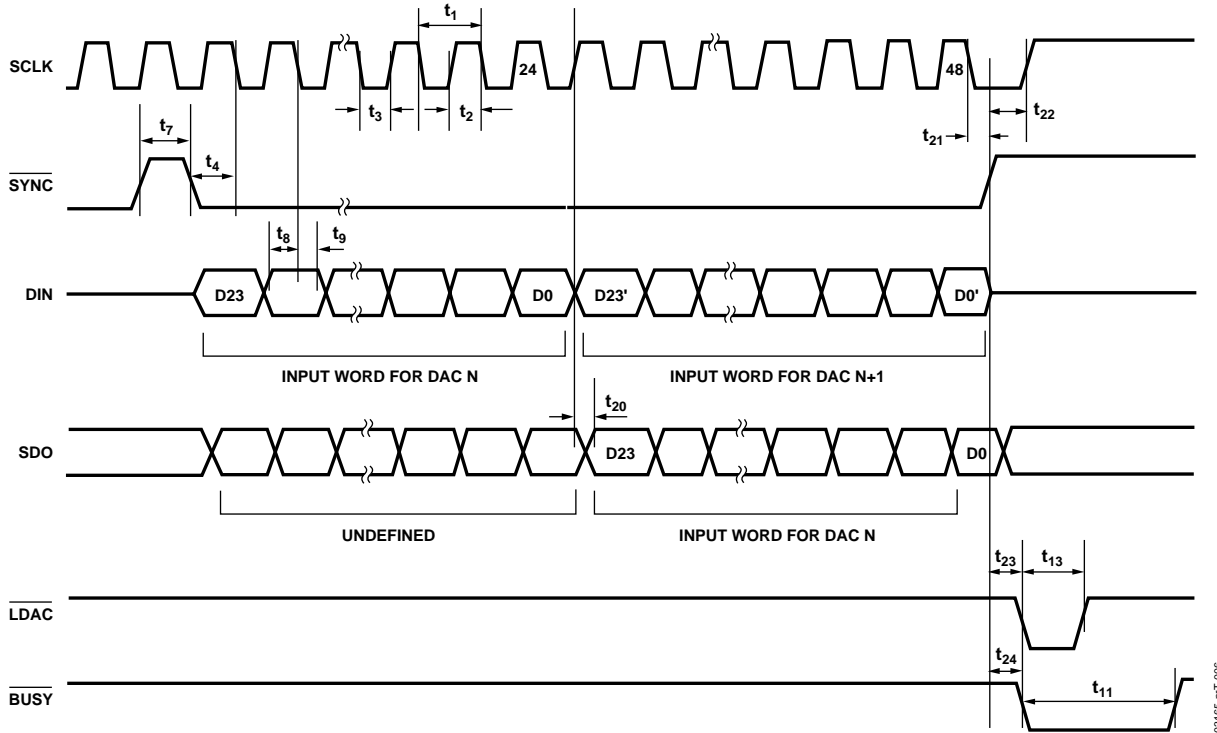 t1
SCLK
24
48
t3
t2
t22
t21
t7
t4
SYNC
t8
t9
DIN
D23
D0
D23'
D0'
INPUT WORD FOR DAC N
INPUT WORD FOR DAC N+1
t20
SDO
D23
D0
UNDEFINED
INPUT WORD FOR DAC N
t23
t13
LDAC
t24
t11
BUSY